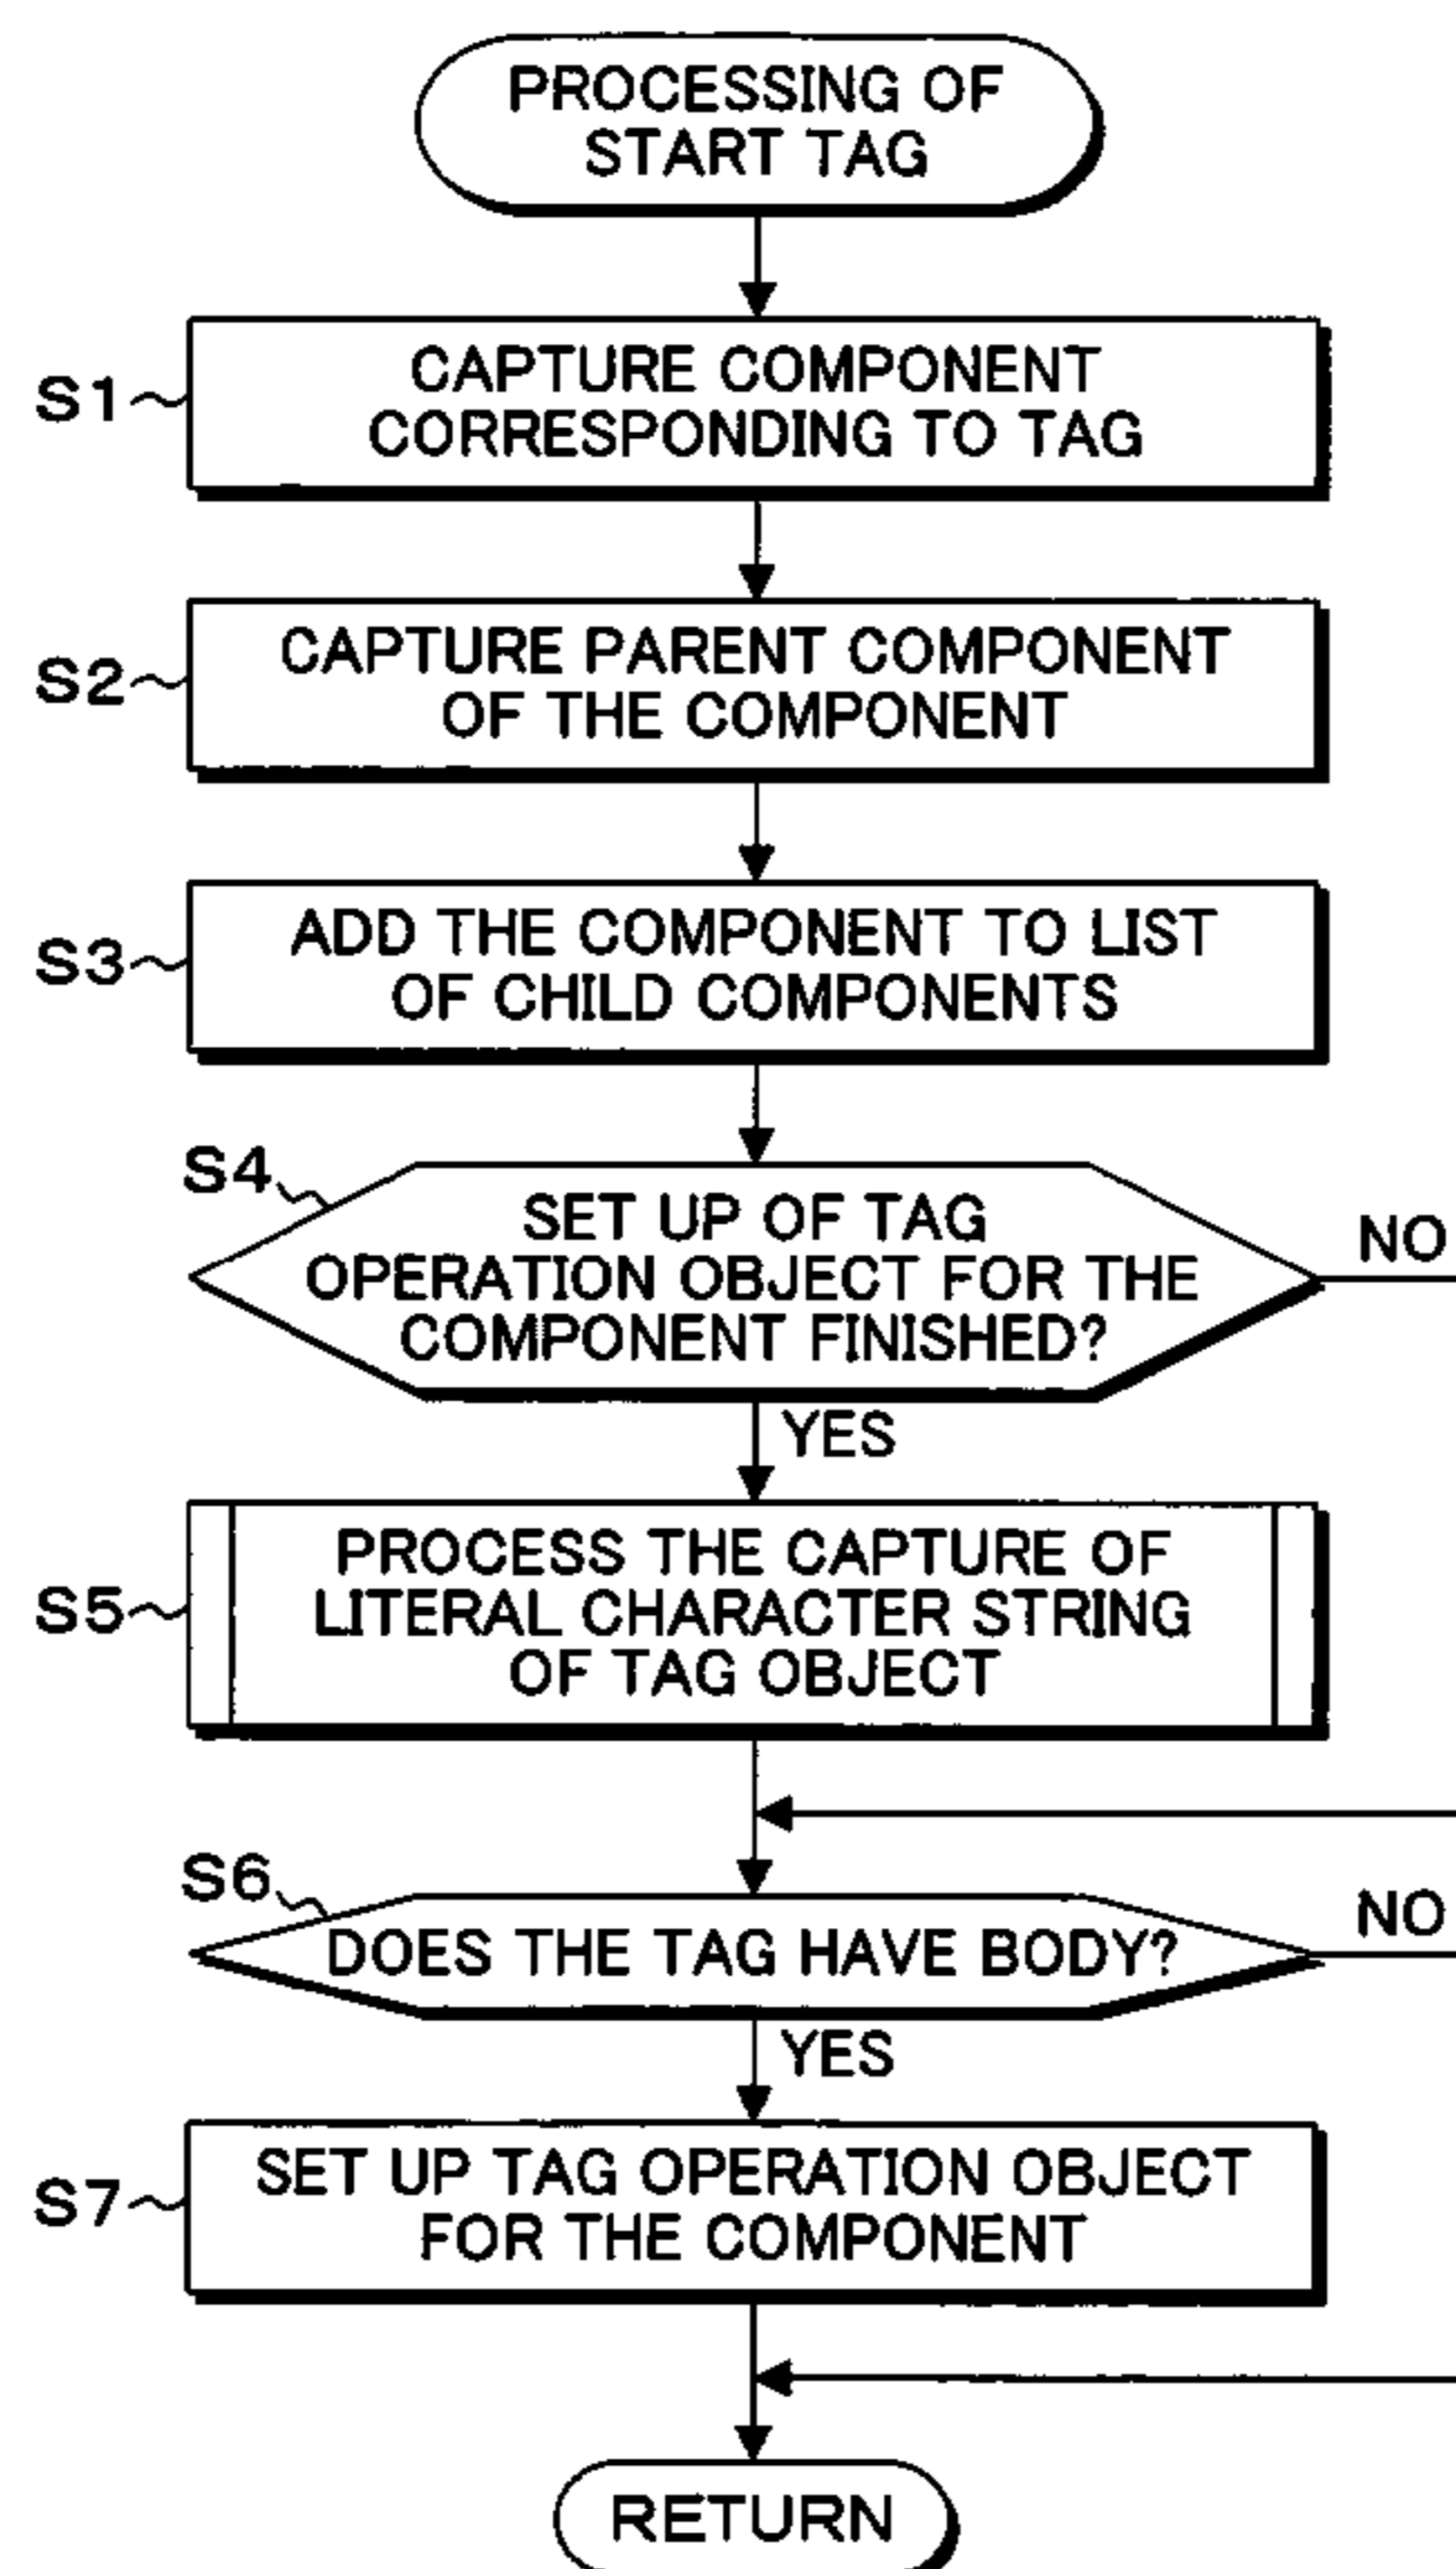 PROCESSING OF
START TAG
S1
CAPTURE COMPONENT
CORRESPONDING TO TAG
S2
CAPTURE PARENT COMPONENT
OF THE COMPONENT
S3
ADD THE COMPONENT TO LIST
OF CHILD COMPONENTS
S4
SET UP OF TAG
OPERATION OBJECT FOR THE
COMPONENT FINISHED?
NO
YES
S5
PROCESS THE CAPTURE OF
LITERAL CHARACTER STRING
OF TAG OBJECT
S6
DOES THE TAG HAVE BODY?
NO
YES
S7
SET UP TAG OPERATION OBJECT
FOR THE COMPONENT
RETURN